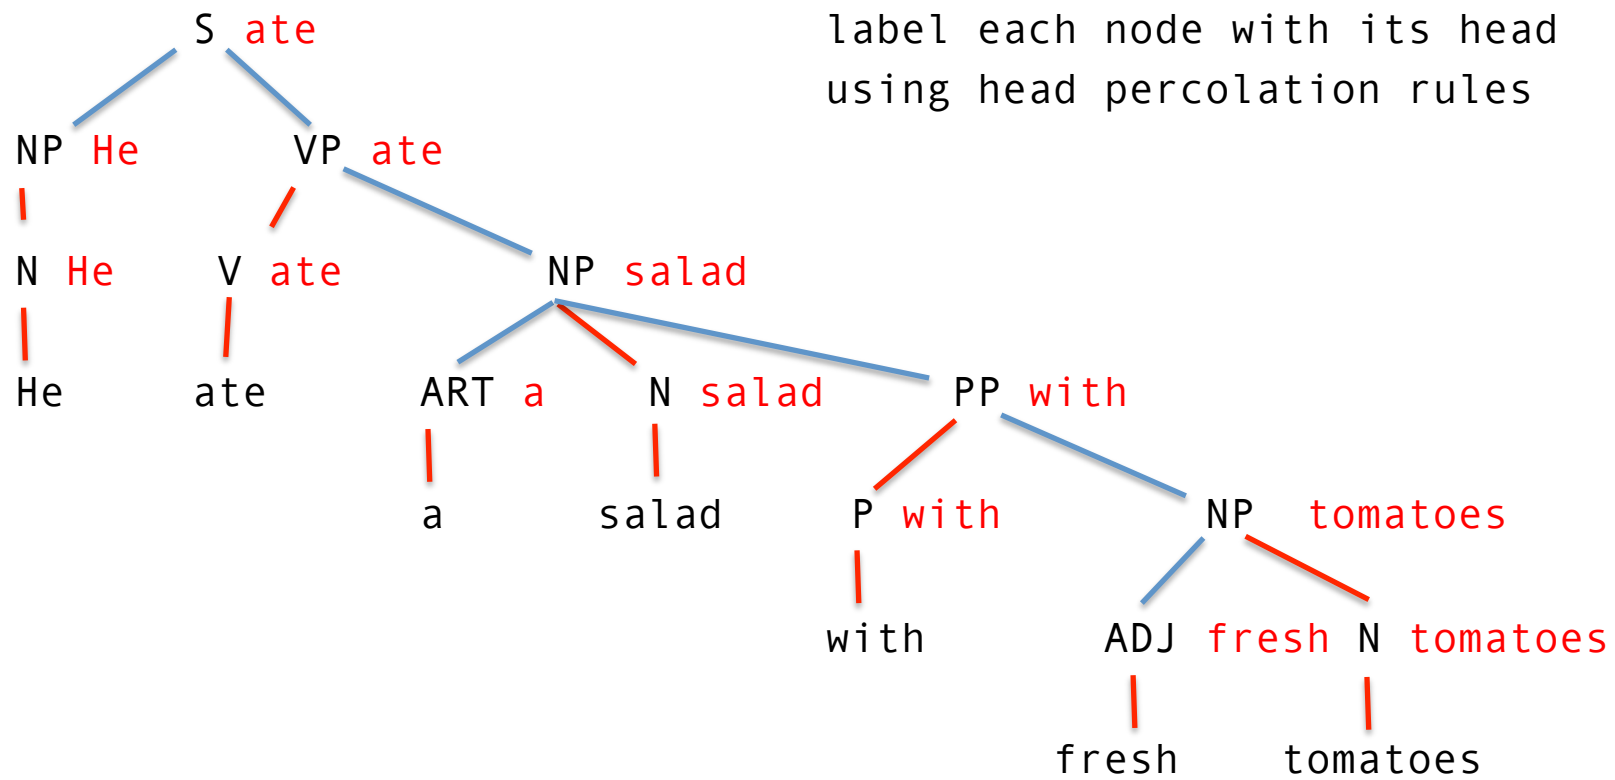 S ate
label each node with its head
using head percolation rules
NP He VP ate
N He V ate NP salad
He ate ART a N salad PP with
a salad P with NP tomatoes
with ADJ fresh N tomatoes
fresh tomatoes